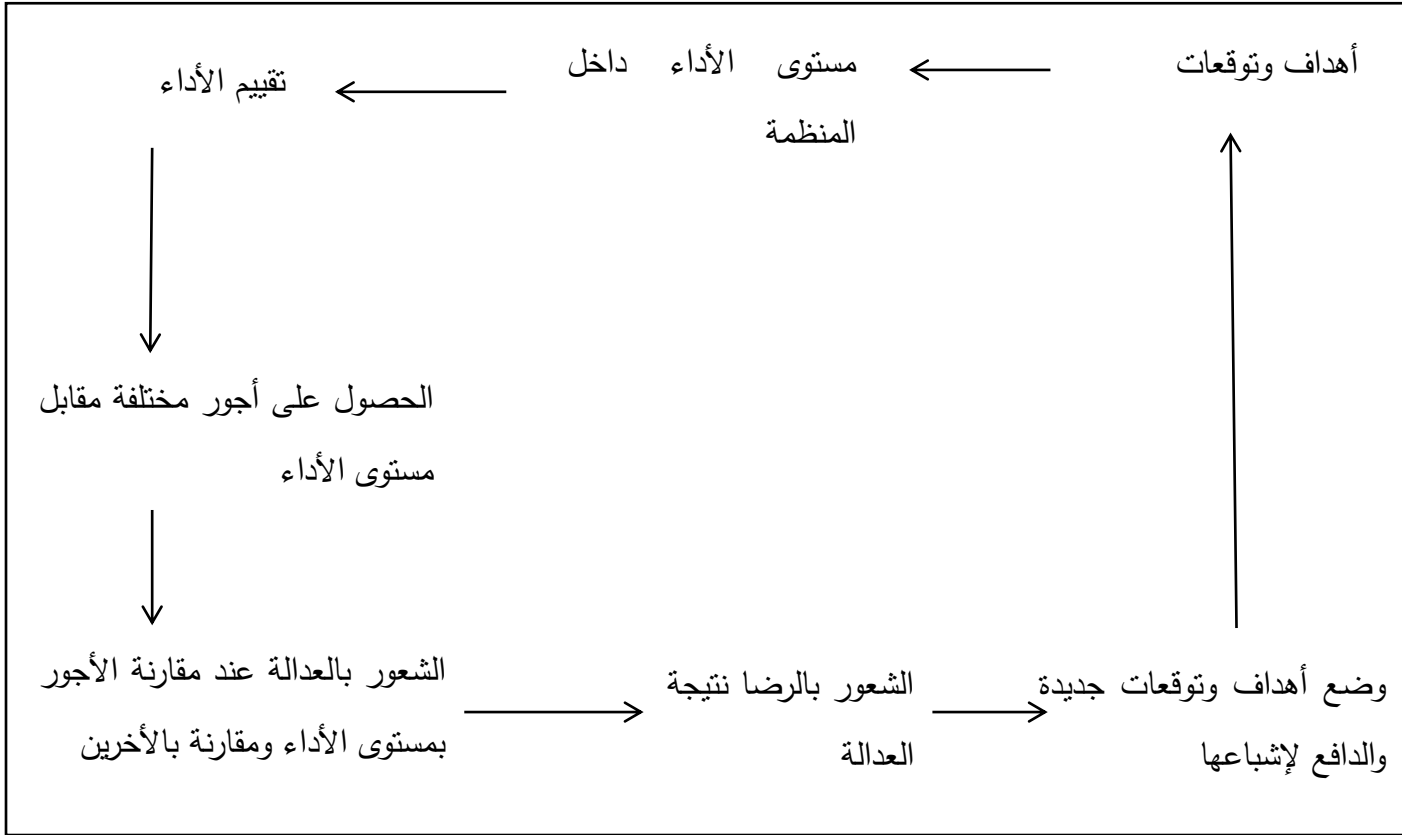 أهداف وتوقعات
مستوى الأداء داخل
المنظمة
تقييم الأداء
الحصول على أجور مختلفة مقابل
مستوى الأداء
الشعور بالعدالة عند مقارنة الأجور
بمستوى الأداء ومقارنة بالأخرين
الشعور بالرضا نتيجة
العدالة
وضع أهداف وتوقعات جديدة
والدافع لإشباعها